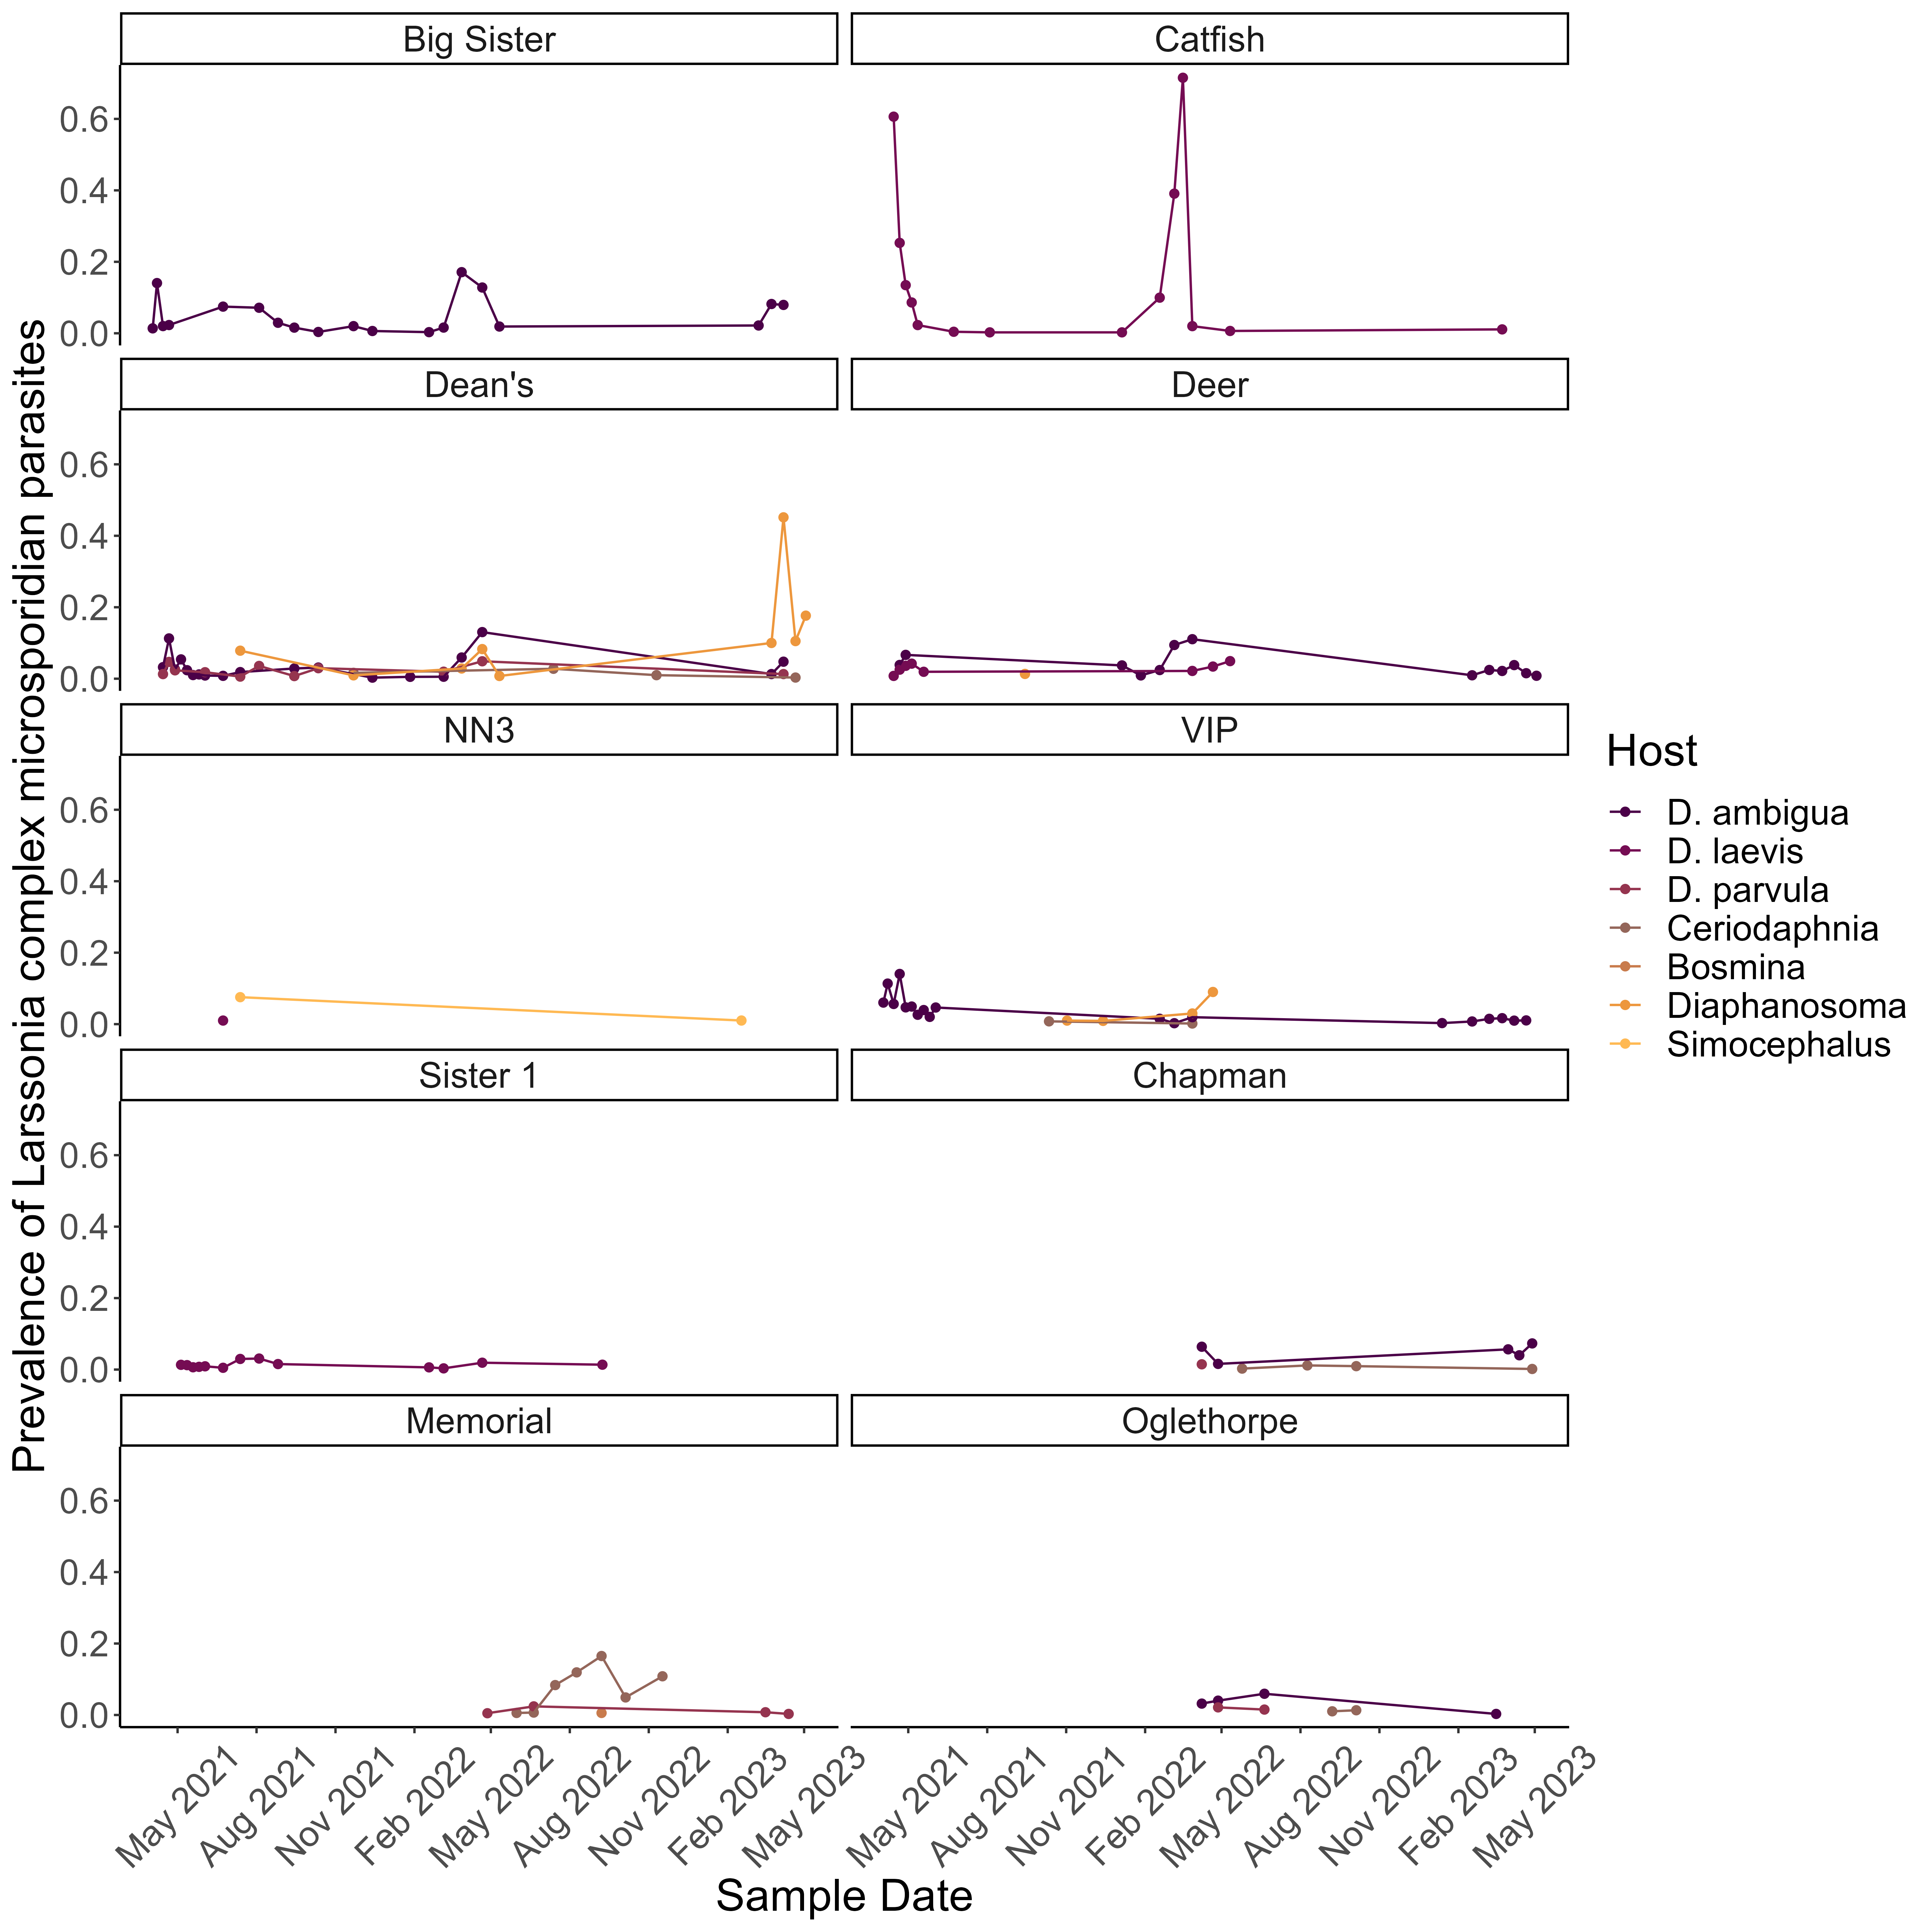 Big Sister
Catfish
0.6
0.4
0.2
0.0
Dean's
Deer
0.6
0.4
0.2
0.0
NN3
VIP
0.6
0.4
0.2
0.0
Sister 1
Chapman
0.6
0.4
0.2
0.0
Memorial
Oglethorpe
0.6
0.4
0.2
0.0
Prevalence of Larssonia complex microsporidian parasites
May 2021
Aug 2021
Nov 2021
Feb 2022
May 2022
Aug 2022
Nov 2022
Feb 2023
May 2023
May 2021
Aug 2021
Nov 2021
Feb 2022
May 2022
Aug 2022
Nov 2022
Feb 2023
May 2023
Sample Date
Host
D. ambigua
D. laevis
D. parvula
Ceriodaphnia
Bosmina
Diaphanosoma
Simocephalus